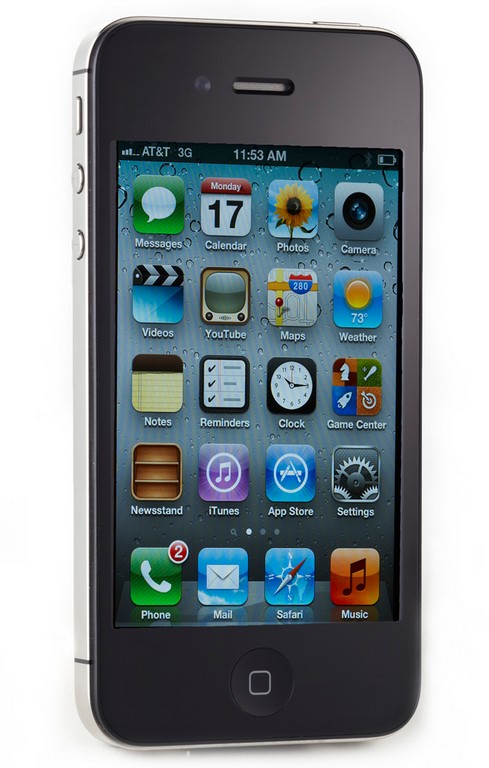 AT&T 3G 11:53 AM
Monday
17
Messages Calendar Photos Camera
280
73°
Videos YouTube Maps Weather
Notes Reminders Clock Game Center
Newsstand iTunes App Store Settings
2
Phone Mail Safari Music